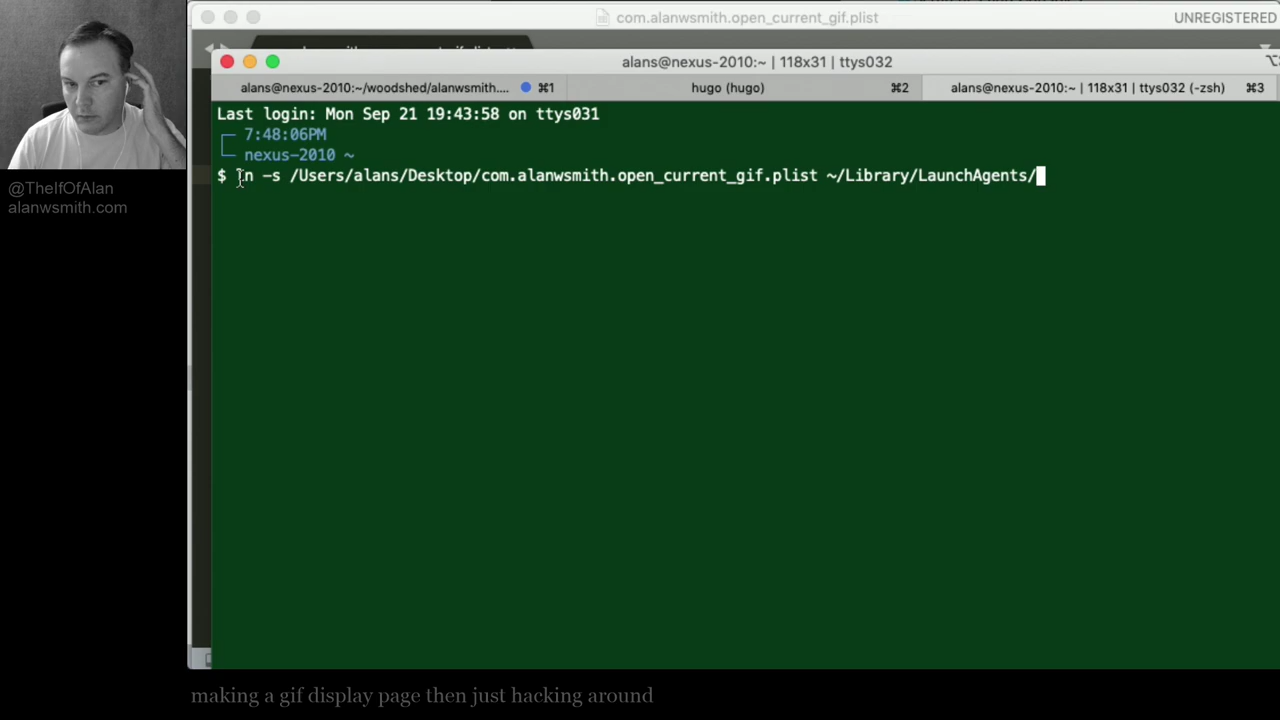 com.alanwsmith.open_current_gif.plist
UNREGISTERED
alans@nexus-2010:~ | 118x31 | ttys032
alans@nexus-2010:~/woodshed/alanwsmith.... ⌘1
hugo (hugo) ⌘2
alans@nexus-2010:~ | 118x31 | ttys032 (-zsh) ⌘3
Last login: Mon Sep 21 19:43:58 on ttys031
7:48:06PM
nexus-2010 ~
$ ln -s /Users/alans/Desktop/com.alanwsmith.open_current_gif.plist ~/Library/LaunchAgents/
@TheIfOfAlan
alanwsmith.com
making a gif display page then just hacking around